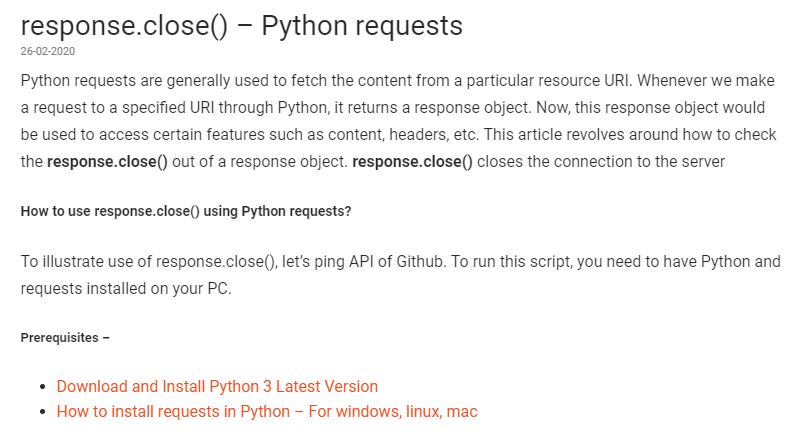 response.close() – Python requests
26-02-2020
Python requests are generally used to fetch the content from a particular resource URI. Whenever we make
a request to a specified URI through Python, it returns a response object. Now, this response object would
be used to access certain features such as content, headers, etc. This article revolves around how to check
the response.close() out of a response object. response.close() closes the connection to the server
How to use response.close() using Python requests?
To illustrate use of response.close(), let’s ping API of Github. To run this script, you need to have Python and
requests installed on your PC.
Prerequisites –
• Download and Install Python 3 Latest Version
• How to install requests in Python – For windows, linux, mac